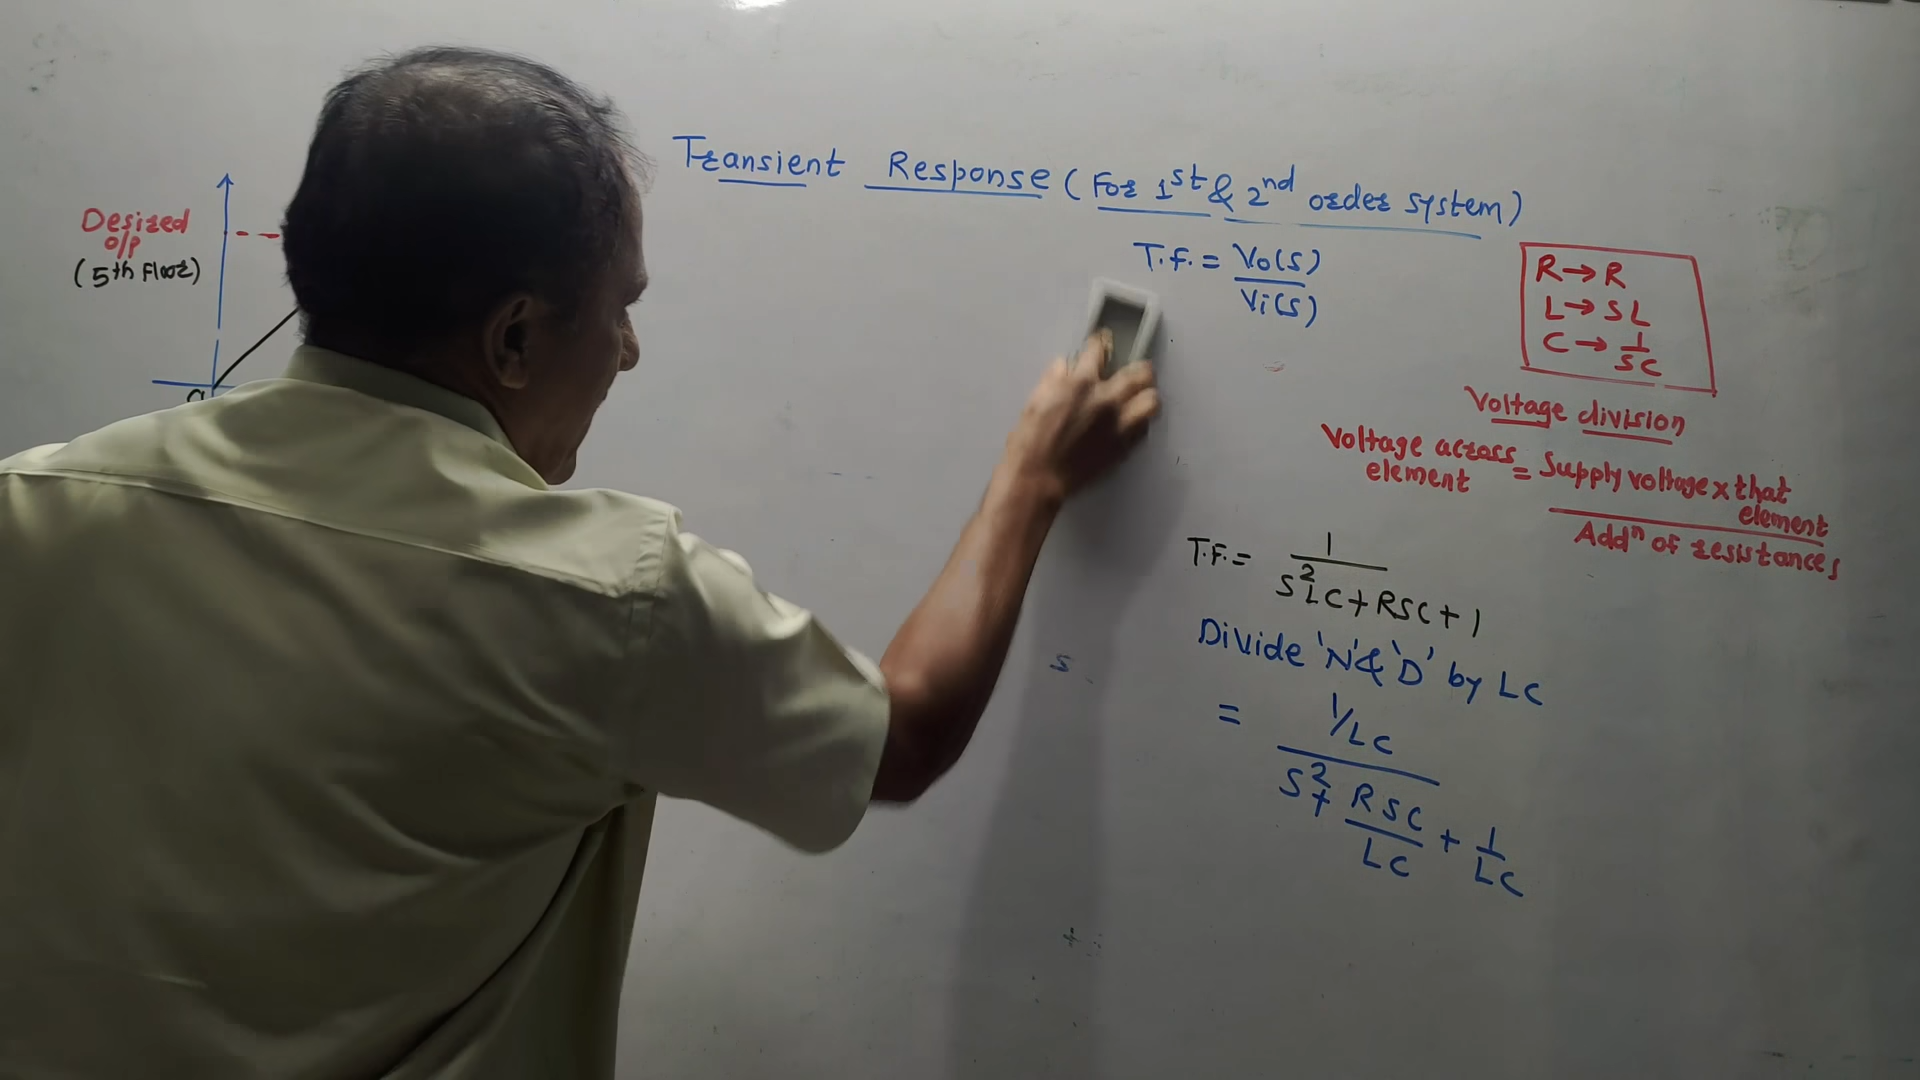 Transient Response (For 1st & 2nd order system)
Desired
o/p
(5th Floor)
T.F. = Vo(s)
Vi(s)
R → R
L → SL
C → 1
SC
Voltage division
Voltage across element = Supply voltage x that element
Addn of resistances
T.F. = 1
S²LC + RSC + 1
Divide 'N' & 'D' by LC
= 1/LC
S² + RSC/LC + 1/LC
s
+